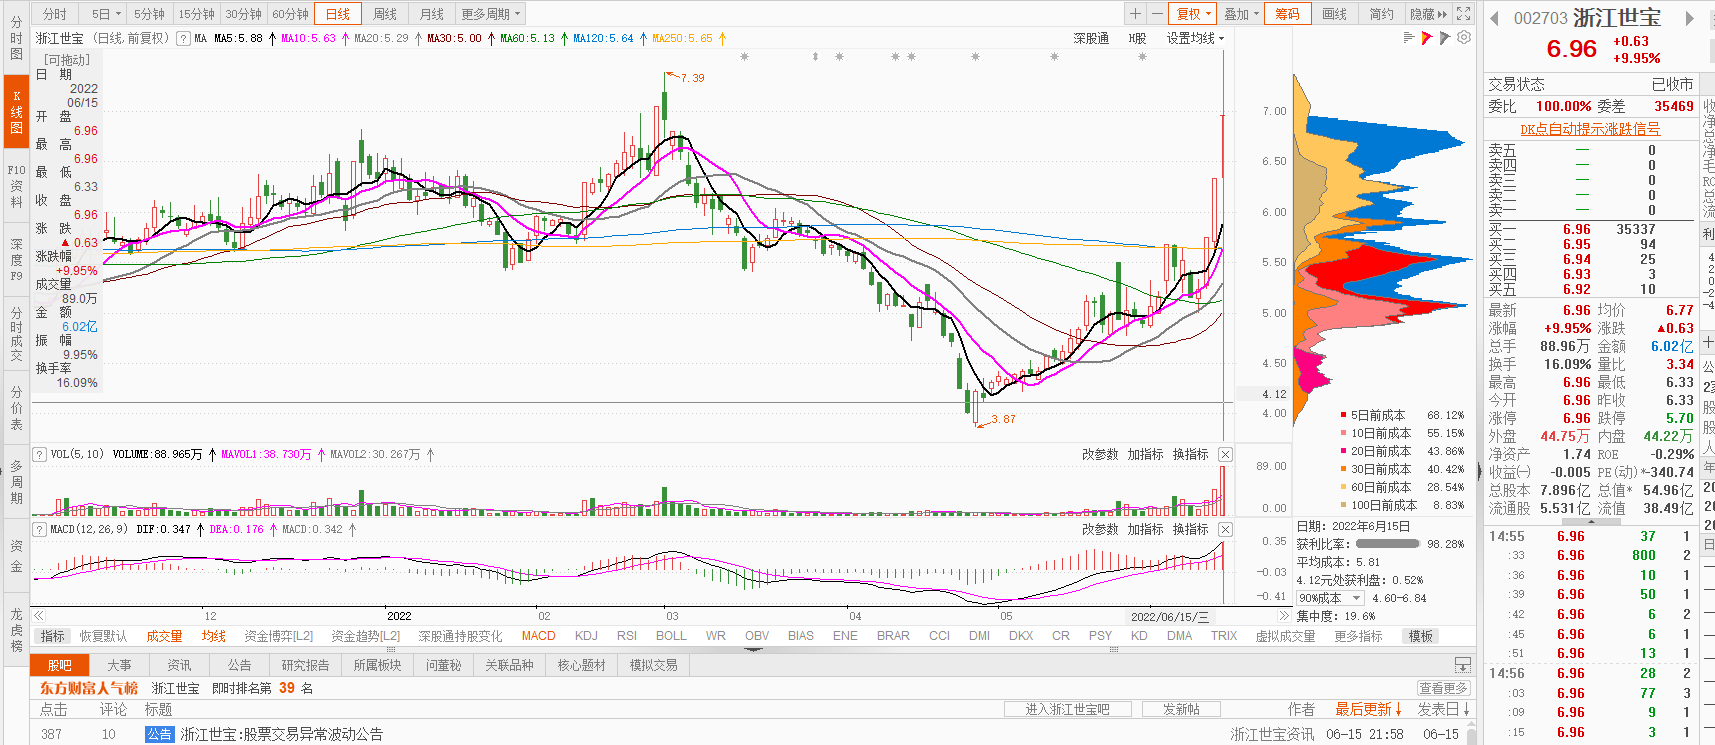 分时图
K线图
F10资料
深度F9
分时成交
分价表
多周期
资金
龙虎榜
分时 5日 5分钟 15分钟 30分钟 60分钟 日线 周线 月线 更多周期
复权 叠加 筹码 画线 简约 隐藏
浙江世宝 (日线,前复权) ? MA MA5:5.88 MA10:5.63 MA20:5.29 MA30:5.00 MA60:5.13 MA120:5.64 MA250:5.65
深股通 H股 设置均线
[可拖动]
日 期
2022
06/15
开 盘
6.96
最 高
6.96
最 低
6.33
收 盘
6.96
涨 跌
▲0.63
涨跌幅
+9.95%
成交量
89.0万
金 额
6.02亿
振 幅
9.95%
换手率
16.09%
7.39
3.87
7.00
6.50
6.00
5.50
5.00
4.50
4.12
4.00
5日前成本 68.12%
10日前成本 55.15%
20日前成本 43.86%
30日前成本 40.42%
60日前成本 28.54%
100日前成本 8.83%
日期: 2022年6月15日
获利比率: 98.28%
平均成本: 5.81
4.12元处获利盘: 0.52%
90%成本 4.60-6.84
集中度: 19.6%
? VOL(5,10) VOLUME:88.965万 MAVOL1:38.730万 MAVOL2:30.267万
改参数 加指标 换指标
89.00
0.00
? MACD(12,26,9) DIF:0.347 DEA:0.176 MACD:0.342
改参数 加指标 换指标
0.35
-0.03
-0.41
12 2022 02 03 04 05 2022/06/15/三
指标 恢复默认 成交量 均线 资金博弈[L2] 资金趋势[L2] 深股通持股变化 MACD KDJ RSI BOLL WR OBV BIAS ENE BRAR CCI DMI DKX CR PSY KD DMA TRIX 虚拟成交量 更多指标 模板
股吧 大事 资讯 公告 研究报告 所属板块 问董秘 关联品种 核心题材 模拟交易
东方财富人气榜 浙江世宝 即时排名第 39 名
查看更多
点击 评论 标题
进入浙江世宝吧 发新帖
作者 最后更新↓ 发表日↓
387 10 公告 浙江世宝:股票交易异常波动公告 浙江世宝资讯 06-15 21:58 06-15
002703 浙江世宝
6.96 +0.63
+9.95%
交易状态 已收市
委比 100.00% 委差 35469
DK点自动提示涨跌信号
卖五 — 0
卖四 — 0
卖三 — 0
卖二 — 0
卖一 — 0
买一 6.96 35337
买二 6.95 94
买三 6.94 25
买四 6.93 3
买五 6.92 10
最新 6.96 均价 6.77
涨幅 +9.95% 涨跌 ▲0.63
总手 88.96万 金额 6.02亿
换手 16.09% 量比 3.34
最高 6.96 最低 6.33
今开 6.96 昨收 6.33
涨停 6.96 跌停 5.70
外盘 44.75万 内盘 44.22万
净资产 1.74 ROE -0.29%
收益(一) -0.005 PE(动)*-340.74
总股本 7.896亿 总值* 54.96亿
流通股 5.531亿 流值 38.49亿
14:55 6.96 37 1
:33 6.96 800 2
:36 6.96 10 1
:39 6.96 50 1
:42 6.96 6 2
:45 6.96 6 1
:51 6.96 13 1
14:56 6.96 28 2
:03 6.96 77 3
:09 6.96 9 1
:15 6.96 3 1